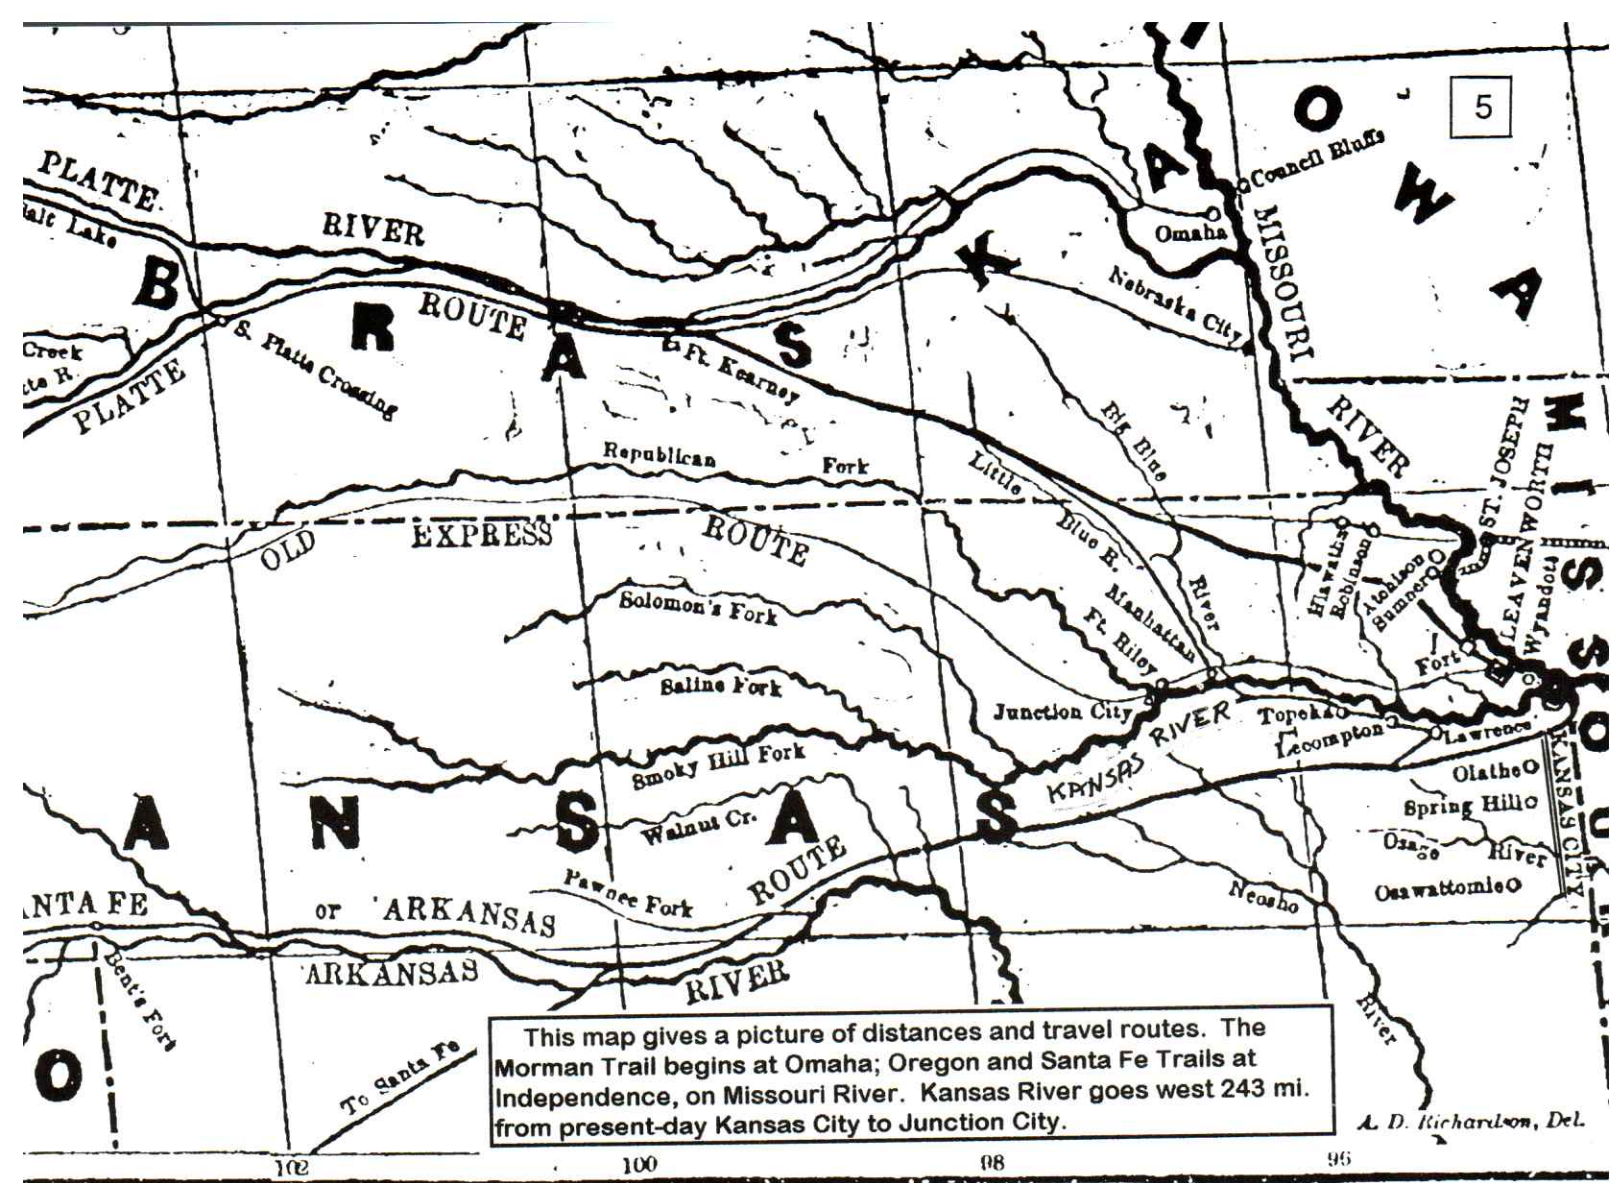 5
I O W A
Council Bluffs
PLATTE
RIVER
Salt Lake
Omaha
MISSOURI
Nebraska City
B R A S K A
ROUTE
S. Platte Crossing
Ft. Kearney
Creek
PLATTE
RIVER
Big Blue
River
Little
Blue R.
Republican Fork
ST. JOSEPH
LEAVENWORTH
Wyandota
OLD EXPRESS ROUTE
Hiawatha
Robinson
Atchison
Sumner
Manhattan
Ft. Riley
Solomon's Fork
Fort
Saline Fork
Junction City
KANSAS RIVER
Topeka
Lecompton
Lawrence
Smoky Hill Fork
Olathe
Spring Hill
KANSAS CITY
A N S A S
Walnut Cr.
Osage River
Osawattomie
M I S S O U R
ROUTE
Pawnee Fork
Neosho
River
ANTA FE or ARKANSAS
ARKANSAS RIVER
Bent's Fort
O
To Santa Fe
This map gives a picture of distances and travel routes. The
Morman Trail begins at Omaha; Oregon and Santa Fe Trails at
Independence, on Missouri River. Kansas River goes west 243 mi.
from present-day Kansas City to Junction City.
A. D. Richardson, Del.
102 100 98 96